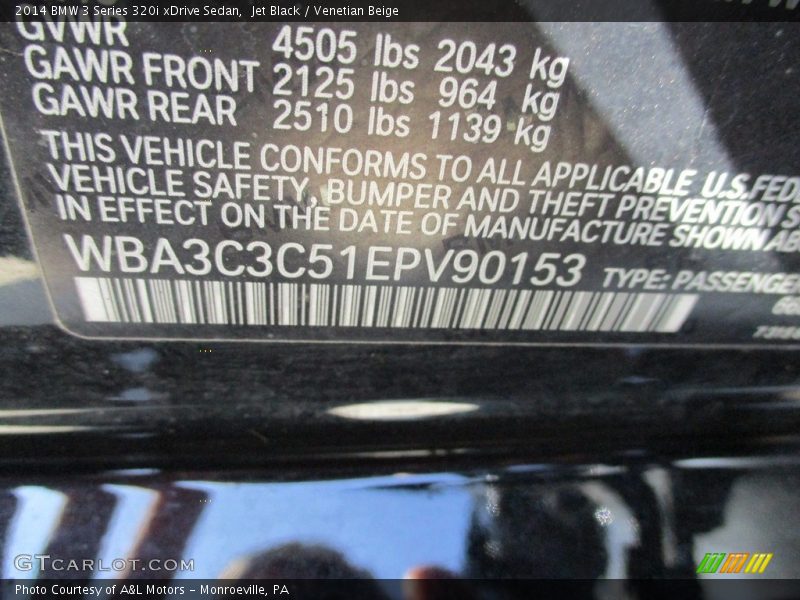 2014 BMW 3 Series 320i xDrive Sedan, Jet Black / Venetian Beige
GVWR 4505 lbs 2043 kg
GAWR FRONT 2125 lbs 964 kg
GAWR REAR 2510 lbs 1139 kg
THIS VEHICLE CONFORMS TO ALL APPLICABLE U.S.FEDE
VEHICLE SAFETY, BUMPER AND THEFT PREVENTION S
IN EFFECT ON THE DATE OF MANUFACTURE SHOWN AB
WBA3C3C51EPV90153 TYPE: PASSENGER
GTCARLOT.COM
Photo Courtesy of A&L Motors - Monroeville, PA